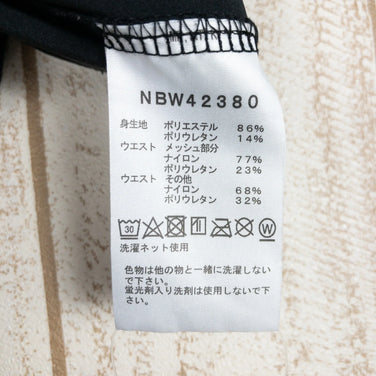 NBW42380
身生地 ポリエステル 86%
ポリウレタン 14%
ウエスト メッシュ部分
ナイロン 77%
ポリウレタン 23%
ウエスト その他
ナイロン 68%
ポリウレタン 32%
30 W
洗濯ネット使用
色物は他の物と一緒に洗濯しない
で下さい。
蛍光剤入り洗剤は使用しないで下
さい。